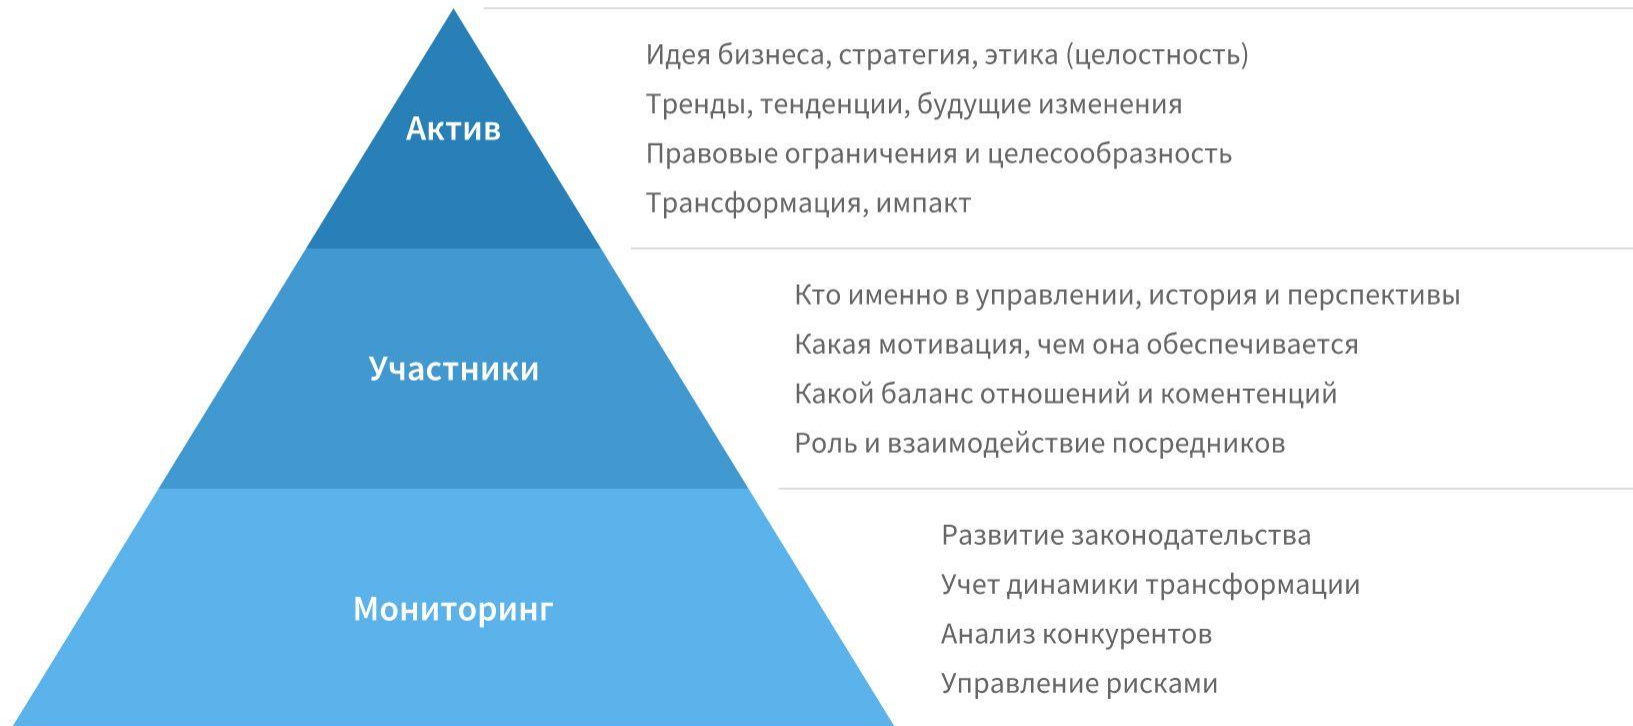 Актив
Идея бизнеса, стратегия, этика (целостность)
Тренды, тенденции, будущие изменения
Правовые ограничения и целесообразность
Трансформация, импакт
Участники
Кто именно в управлении, история и перспективы
Какая мотивация, чем она обеспечивается
Какой баланс отношений и коментенций
Роль и взаимодействие посредников
Мониторинг
Развитие законодательства
Учет динамики трансформации
Анализ конкурентов
Управление рисками